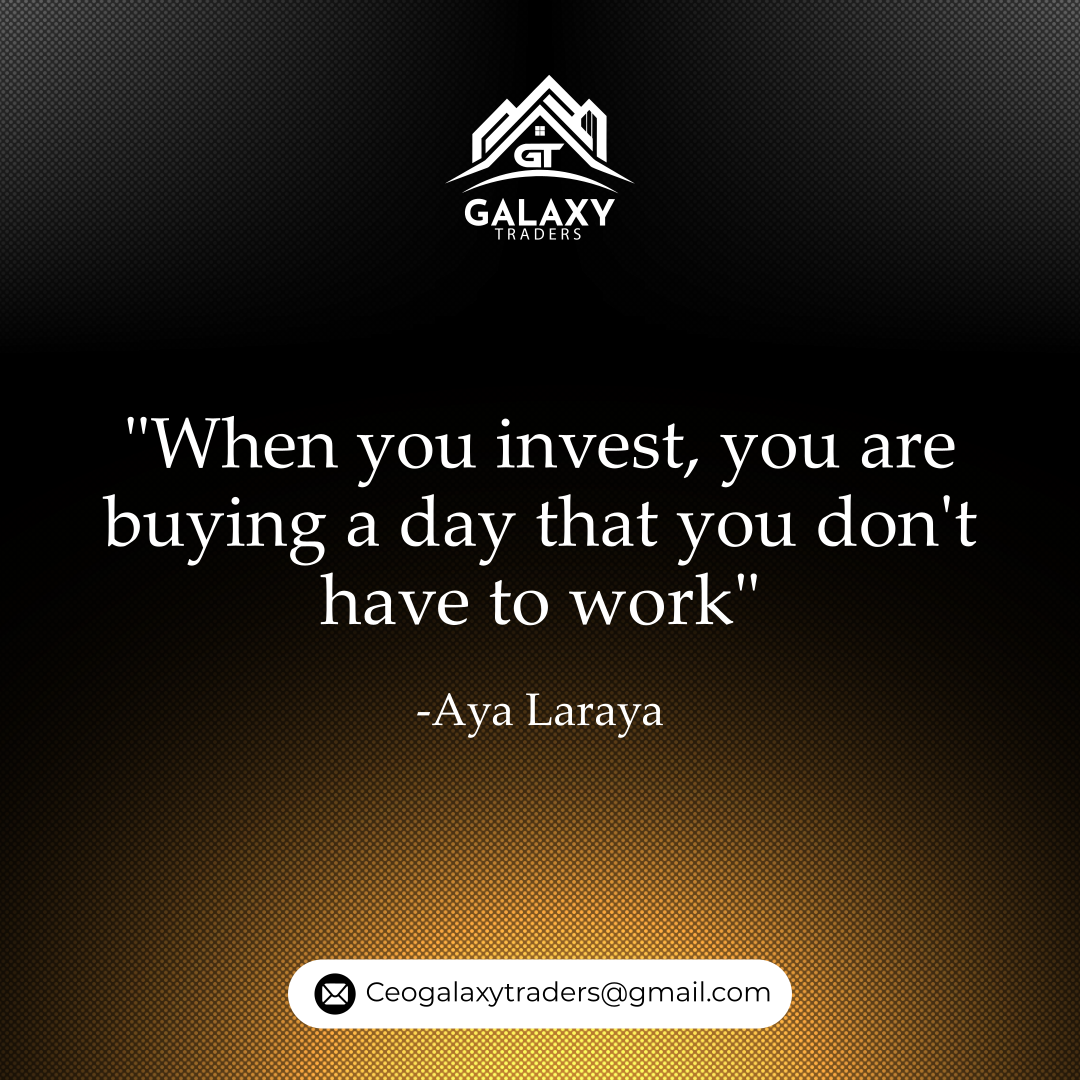 GT
GALAXY
TRADERS
"When you invest, you are
buying a day that you don't
have to work"
-Aya Laraya
Ceogalaxytraders@gmail.com